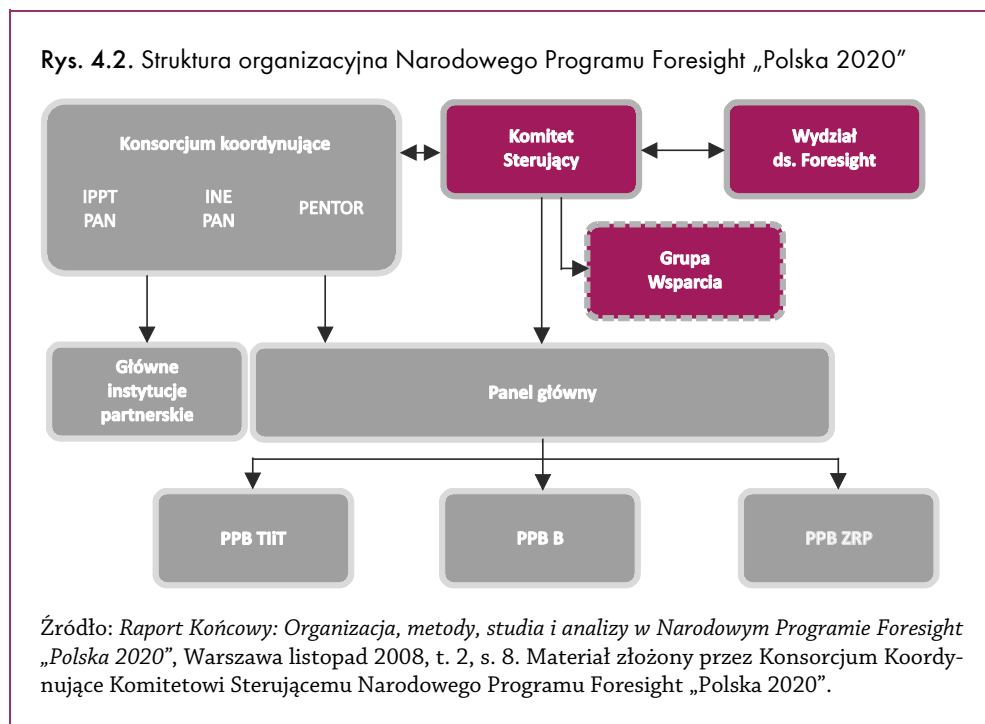 Rys. 4.2. Struktura organizacyjna Narodowego Programu Foresight „Polska 2020”
Konsorcjum koordynujące
IPPT
PAN
INE
PAN
PENTOR
Komitet
Sterujący
Wydział
ds. Foresight
Grupa
Wsparcia
Główne
instytucje
partnerskie
Panel główny
PPB TIiT
PPB B
PPB ZRP
Źródło: Raport Końcowy: Organizacja, metody, studia i analizy w Narodowym Programie Foresight
„Polska 2020”, Warszawa listopad 2008, t. 2, s. 8. Materiał złożony przez Konsorcjum Koordy-
nujące Komitetowi Sterującemu Narodowego Programu Foresight „Polska 2020”.